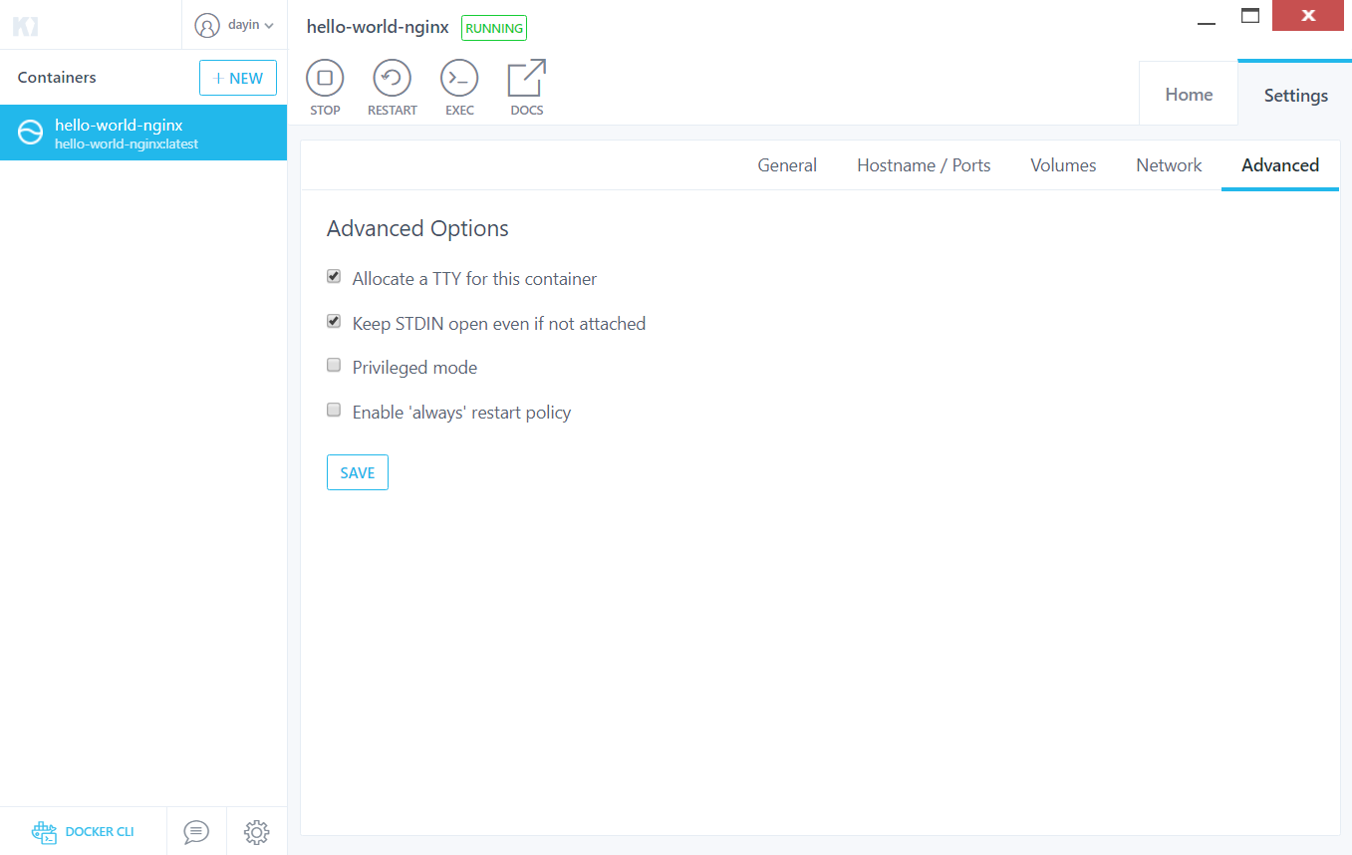 dayin
hello-world-nginx RUNNING
Containers
+ NEW
hello-world-nginx
hello-world-nginx:latest
STOP RESTART EXEC DOCS
Home Settings
General Hostname / Ports Volumes Network Advanced
Advanced Options
Allocate a TTY for this container
Keep STDIN open even if not attached
Privileged mode
Enable 'always' restart policy
SAVE
DOCKER CLI